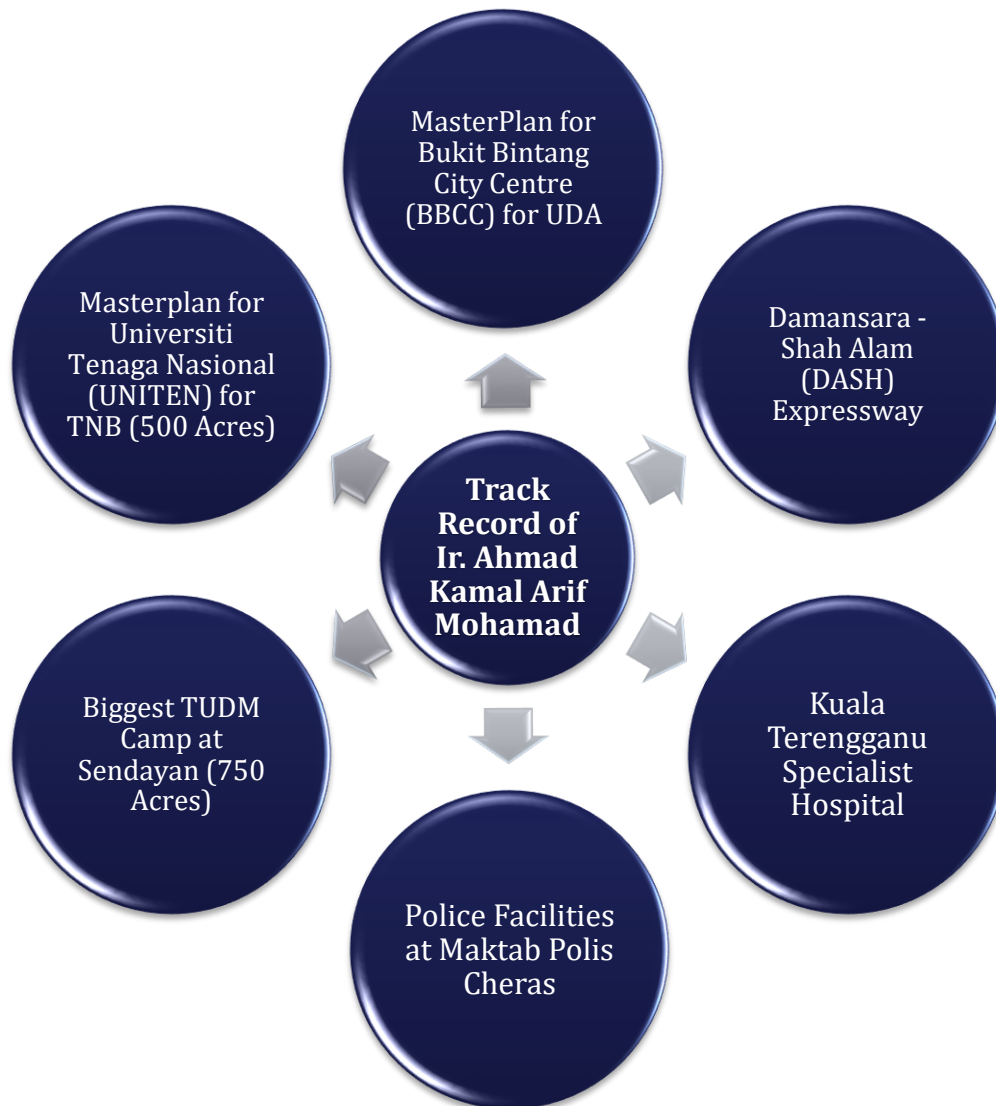 MasterPlan for
Bukit Bintang
City Centre
(BBCC) for UDA
Damansara -
Shah Alam
(DASH)
Expressway
Kuala
Terengganu
Specialist
Hospital
Police Facilities
at Maktab Polis
Cheras
Biggest TUDM
Camp at
Sendayan (750
Acres)
Masterplan for
Universiti
Tenaga Nasional
(UNITEN) for
TNB (500 Acres)
Track
Record of
Ir. Ahmad
Kamal Arif
Mohamad